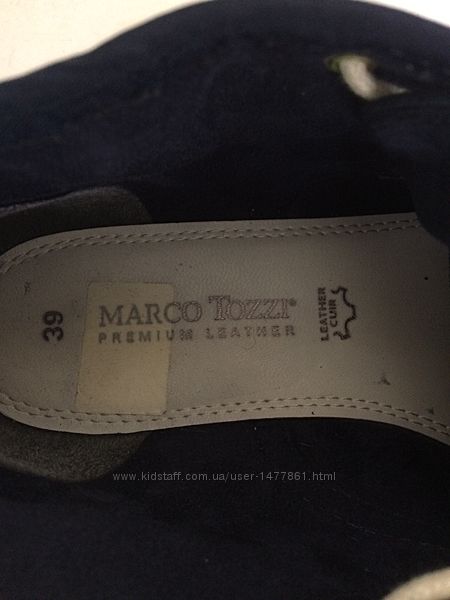 39
MARCO TOZZI®
PREMIUM LEATHER
LEATHER
CUIR
www.kidstaff.com.ua/user-1477861.html